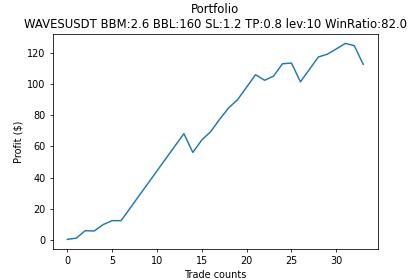 Portfolio
WAVESUSDT BBM:2.6 BBL:160 SL:1.2 TP:0.8 lev:10 WinRatio:82.0
120
100
80
60
40
20
0
Profit ($)
0 5 10 15 20 25 30
Trade counts